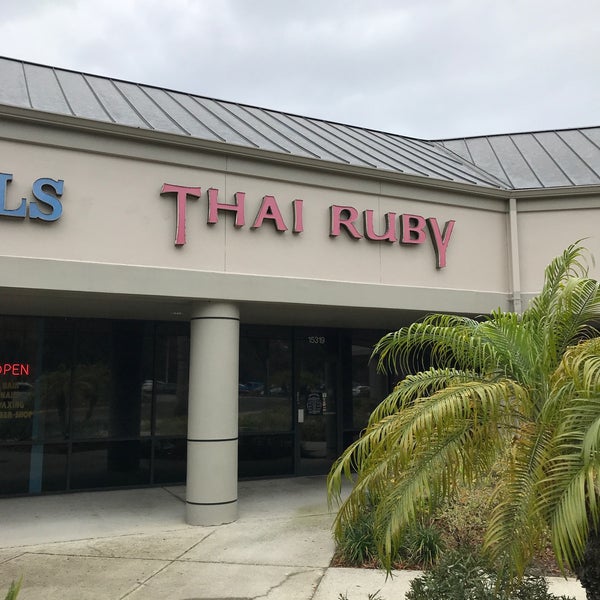 LS
THAI RUBY
15319
OPEN